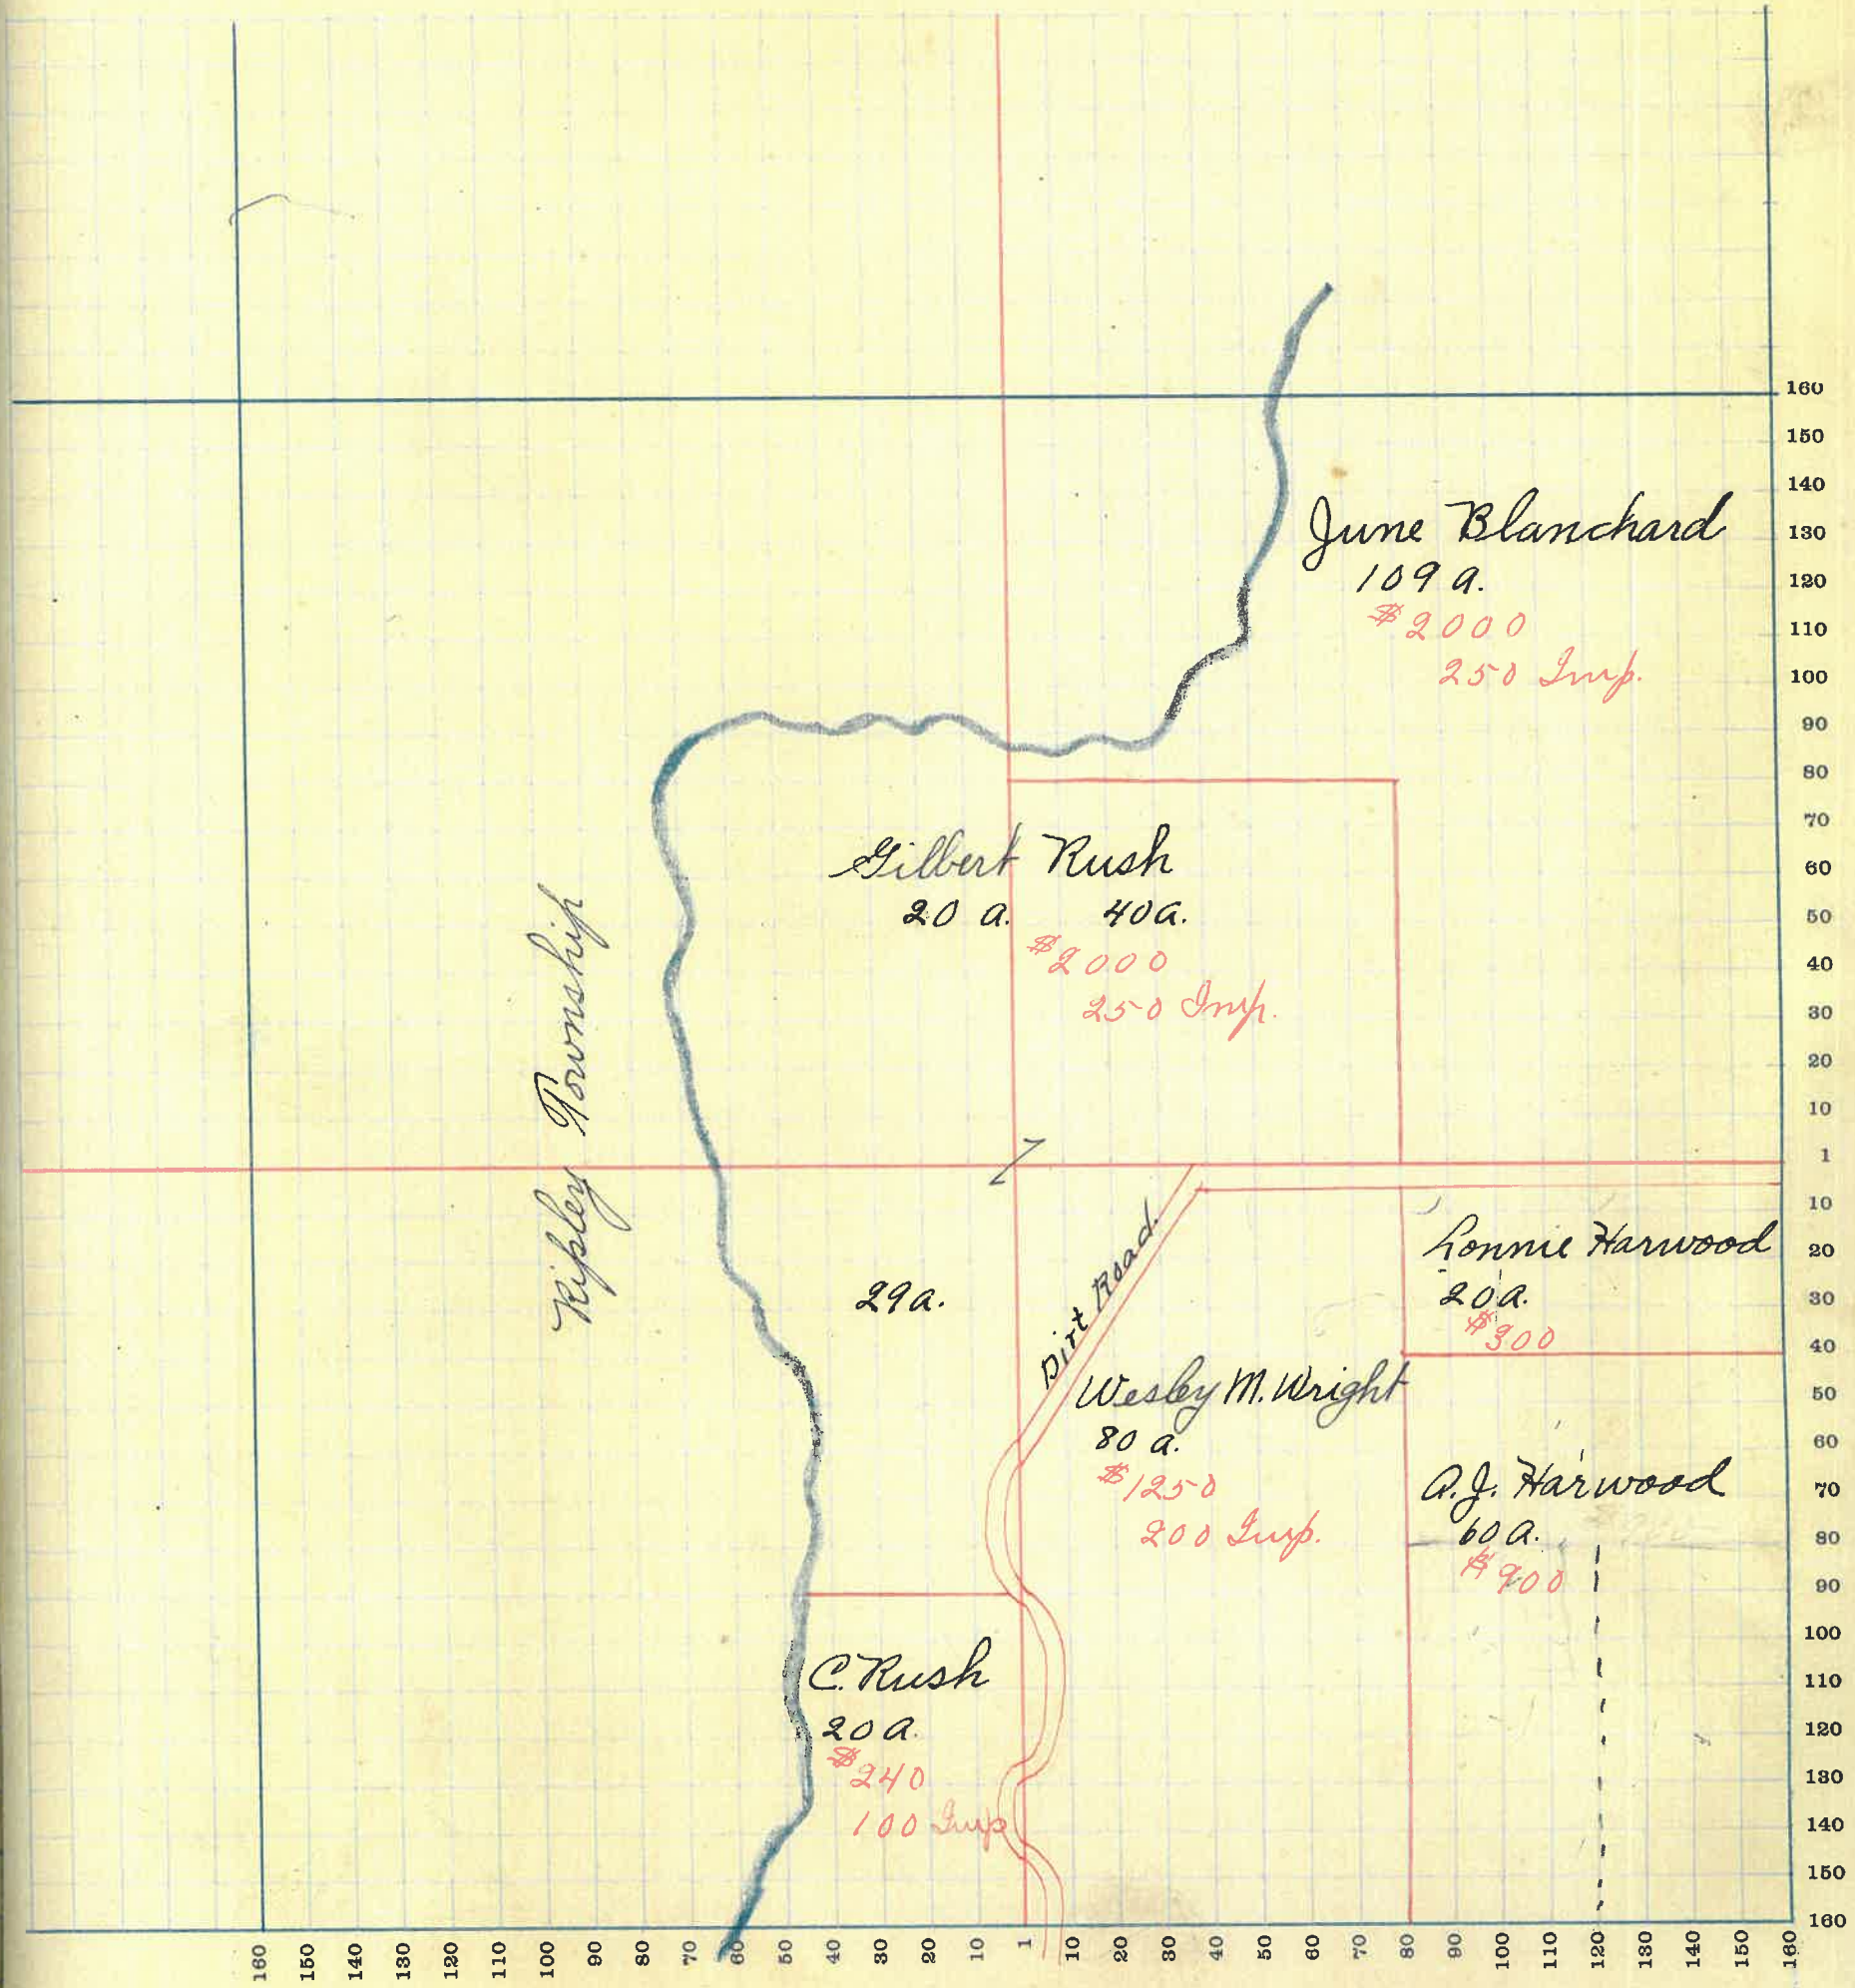 160
150
140
June Blanchard
130
109 a.
120
$2000
110
250 Imp.
100
90
80
70
Gilbert Rush
60
20 a. 40a.
50
$2000
40
250 Imp.
30
20
10
1
Ripley Township
10
Dirt Road.
Lonnie Harwood
20
29a.
20a.
30
$300
40
Wesley M. Wright
50
80 a.
60
$1250
A.J. Harwood
70
200 Imp.
60a.
80
$900
90
100
C. Rush
110
20a.
120
$240
130
100 Imp
140
150
160
160 150 140 130 120 110 100 90 80 70 60 50 40 30 20 10 1 10 20 30 40 50 60 70 80 90 100 110 120 130 140 150 160